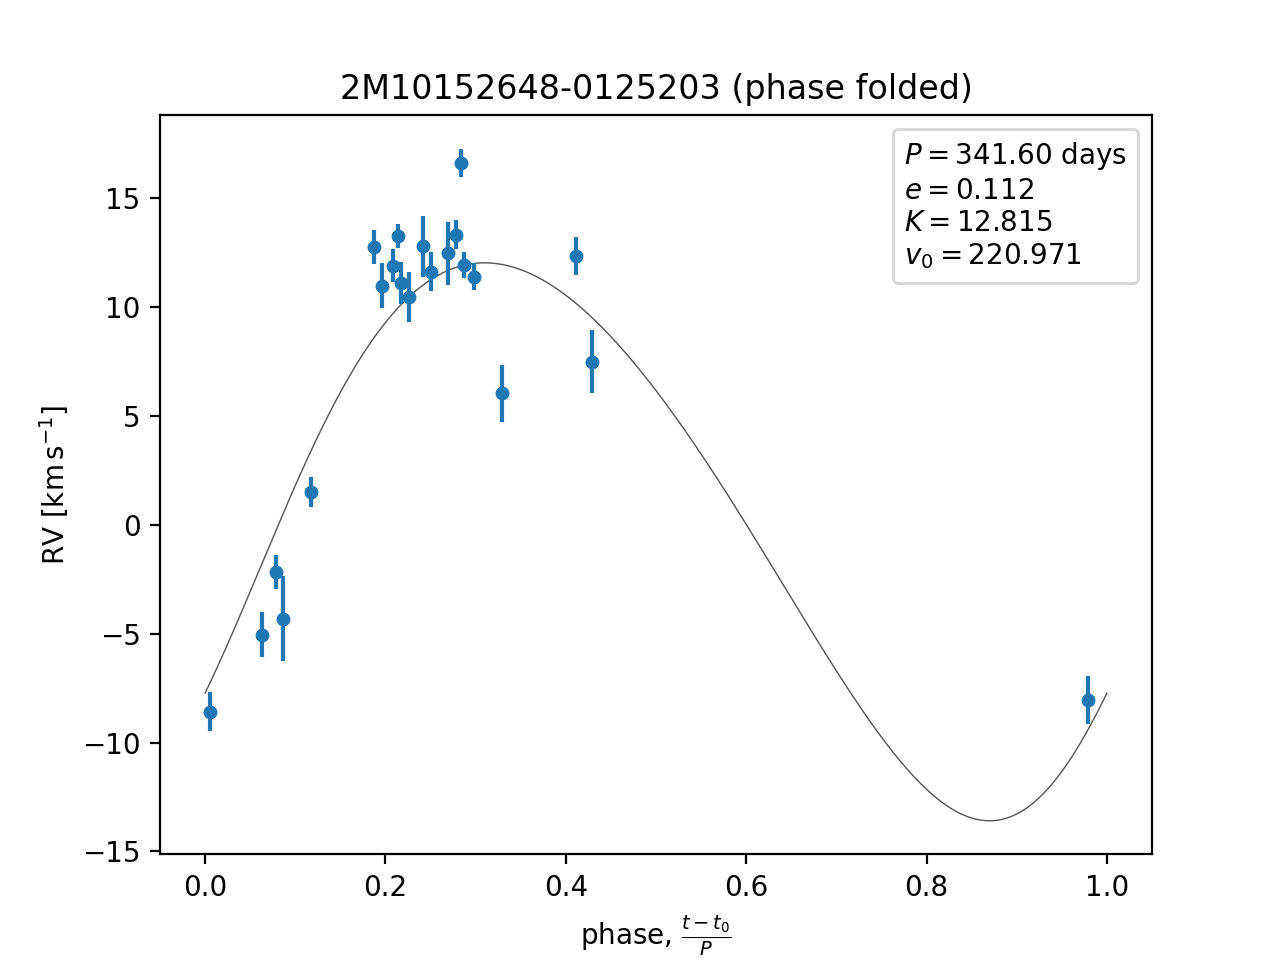 2M10152648-0125203 (phase folded)
P = 341.60 days
e = 0.112
K = 12.815
v₀ = 220.971
15
10
5
0
−5
−10
−15
RV [km s⁻¹]
0.0 0.2 0.4 0.6 0.8 1.0
phase, (t − t₀)/P